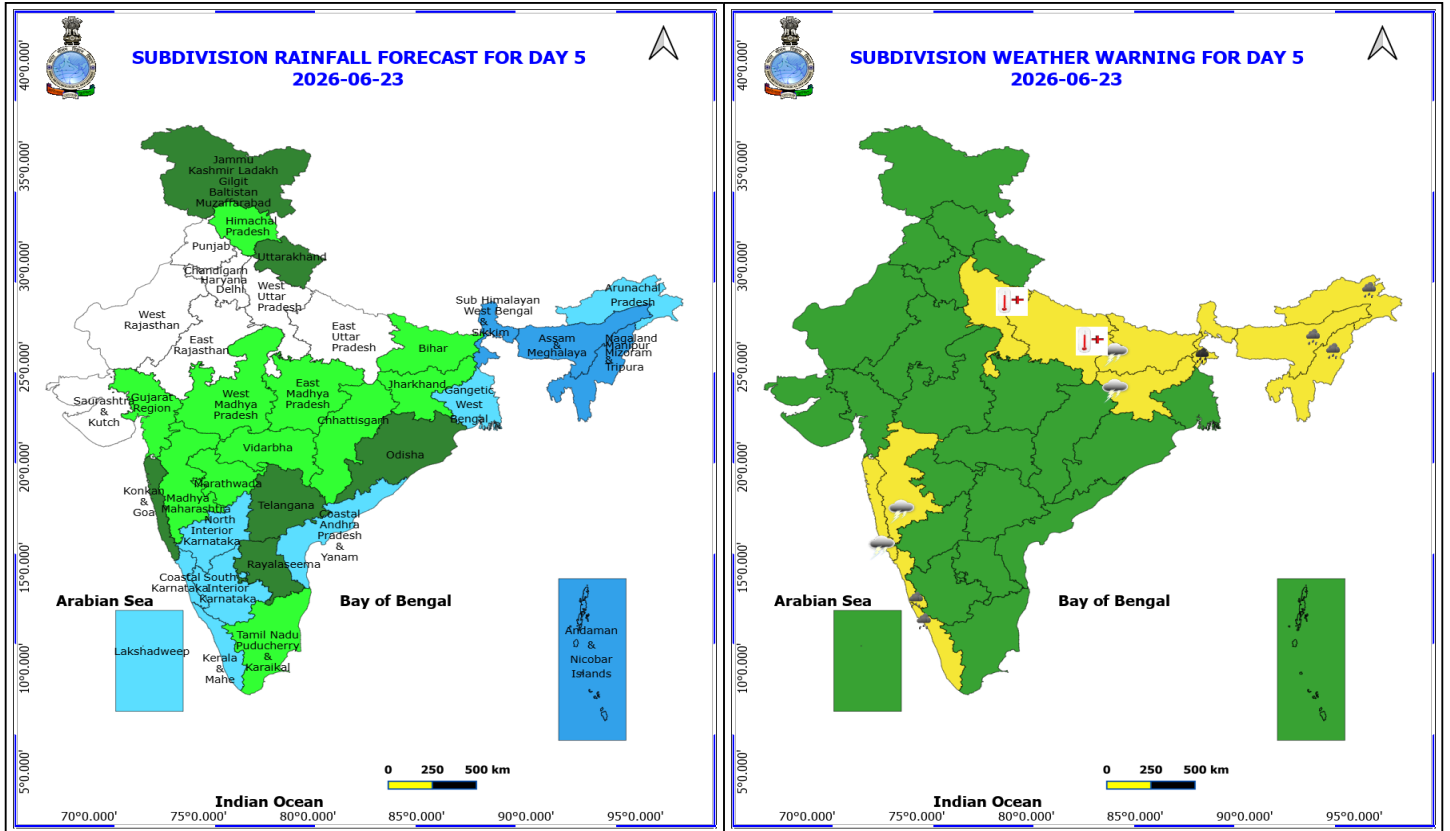 SUBDIVISION RAINFALL FORECAST FOR DAY 5
2026-06-23
40°0.000'
35°0.000'
30°0.000'
25°0.000'
20°0.000'
15°0.000'
10°0.000'
5°0.000'
Jammu
Kashmir Ladakh
Gilgit
Baltistan
Muzaffarabad
Himachal
Pradesh
Punjab
Uttarakhand
Chandigarh
Haryana
Delhi
West
Uttar
Pradesh
West
Rajasthan
East
Rajasthan
East
Uttar
Pradesh
Sub Himalayan
West Bengal
&
Sikkim
Arunachal
Pradesh
Assam
&
Meghalaya
Nagaland
Manipur
Mizoram
&
Tripura
Bihar
Jharkhand
Gangetic
West
Bengal
Saurashtra
&
Kutch
Gujarat
Region
West
Madhya
Pradesh
East
Madhya
Pradesh
Chhattisgarh
Vidarbha
Odisha
Konkan
&
Goa
Madhya
Maharashtra
Marathwada
Telangana
North
Interior
Karnataka
Coastal
Andhra
Pradesh
&
Yanam
Rayalaseema
Coastal
Karnataka
South
Interior
Karnataka
Arabian Sea
Bay of Bengal
Lakshadweep
Kerala
&
Mahe
Tamil Nadu
Puducherry
&
Karaikal
Andaman
&
Nicobar
Islands
0 250 500 km
Indian Ocean
70°0.000' 75°0.000' 80°0.000' 85°0.000' 90°0.000' 95°0.000'
SUBDIVISION WEATHER WARNING FOR DAY 5
2026-06-23
40°0.000'
35°0.000'
30°0.000'
25°0.000'
20°0.000'
15°0.000'
10°0.000'
5°0.000'
Arabian Sea
Bay of Bengal
0 250 500 km
Indian Ocean
70°0.000' 75°0.000' 80°0.000' 85°0.000' 90°0.000' 95°0.000'